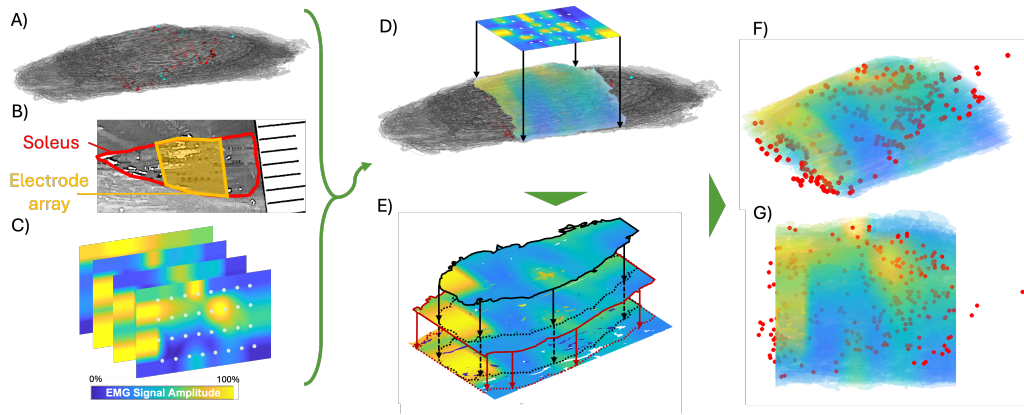 A)
B)
Soleus
Electrode
array
C)
0%
100%
EMG Signal Amplitude
D)
E)
F)
G)